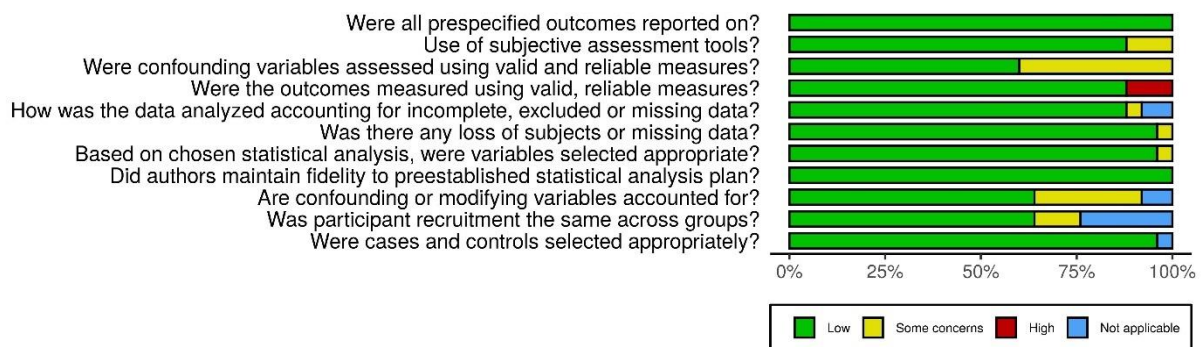 Were all prespecified outcomes reported on?
Use of subjective assessment tools?
Were confounding variables assessed using valid and reliable measures?
Were the outcomes measured using valid, reliable measures?
How was the data analyzed accounting for incomplete, excluded or missing data?
Was there any loss of subjects or missing data?
Based on chosen statistical analysis, were variables selected appropriate?
Did authors maintain fidelity to preestablished statistical analysis plan?
Are confounding or modifying variables accounted for?
Was participant recruitment the same across groups?
Were cases and controls selected appropriately?
0% 25% 50% 75% 100%
Low Some concerns High Not applicable